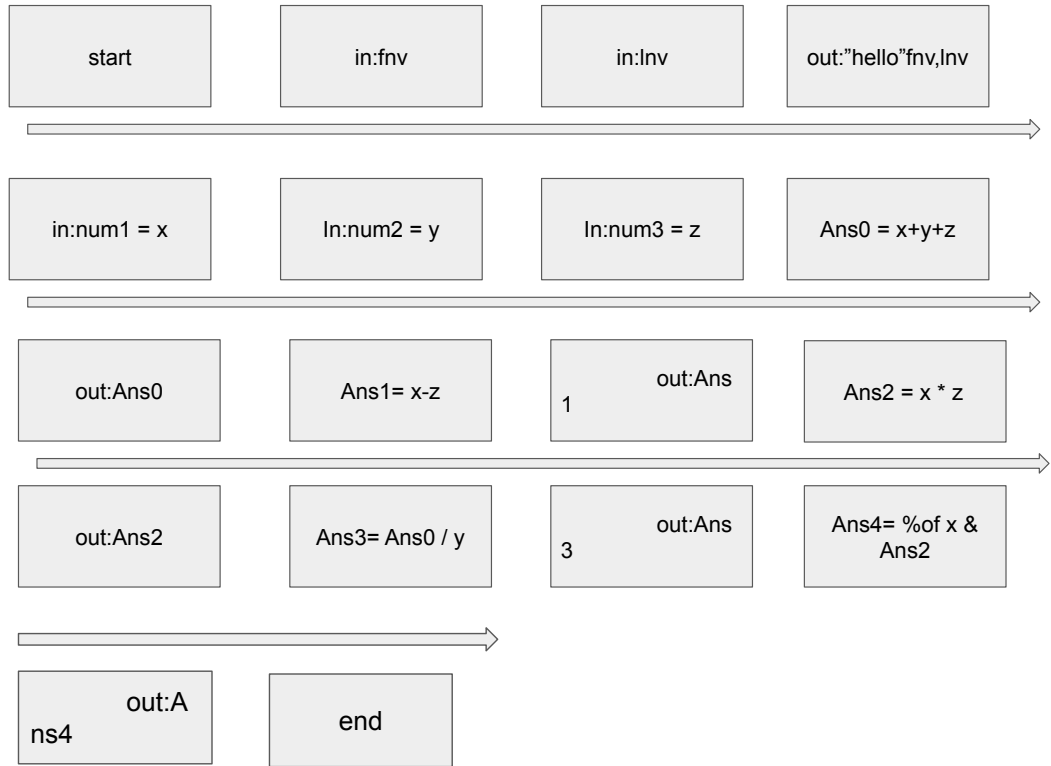 start
in:fnv
in:lnv
out:”hello”fnv,lnv
in:num1 = x
In:num2 = y
In:num3 = z
Ans0 = x+y+z
out:Ans0
Ans1= x-z
out:Ans
1
Ans2 = x * z
out:Ans2
Ans3= Ans0 / y
out:Ans
3
Ans4= %of x &
Ans2
out:A
ns4
end